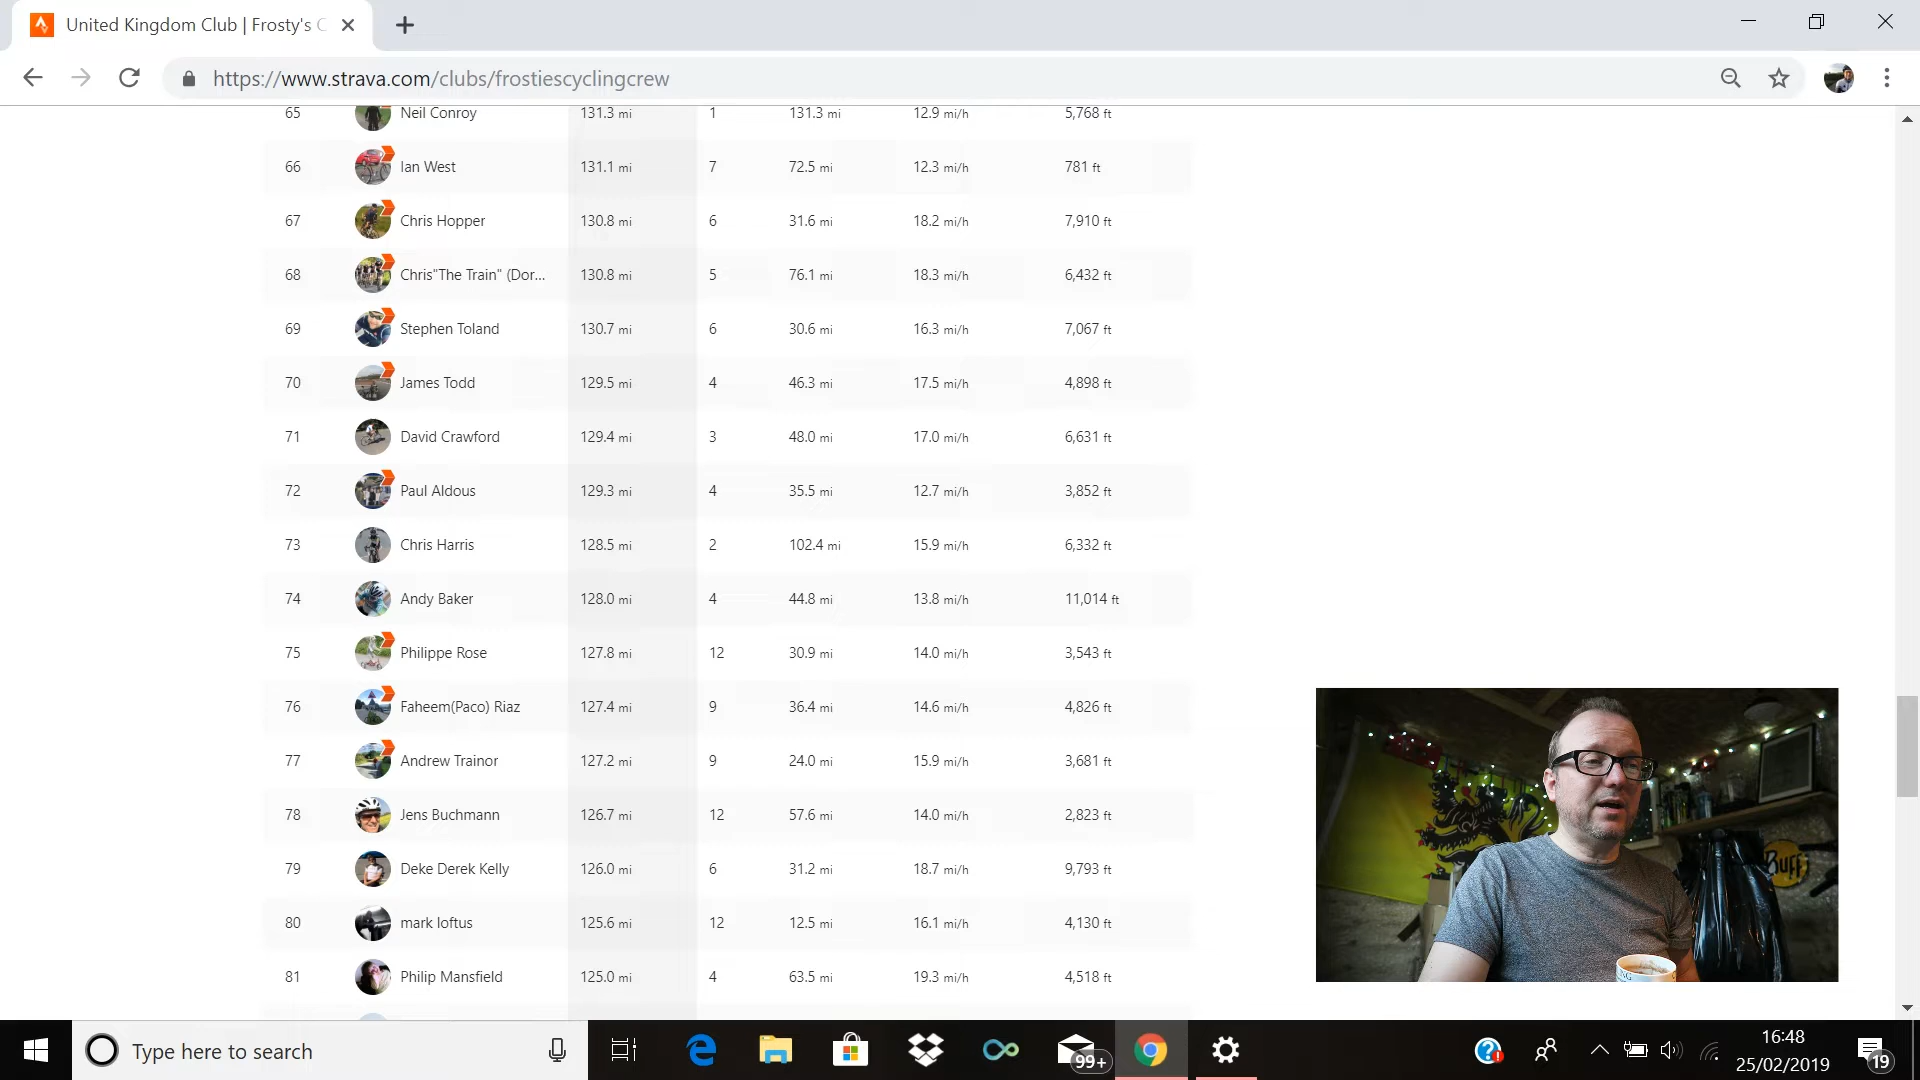 United Kingdom Club | Frosty's C
https://www.strava.com/clubs/frostiescyclingcrew
65 Neil Conroy 131.3 mi 1 131.3 mi 12.9 mi/h 5,768 ft
66 Ian West 131.1 mi 7 72.5 mi 12.3 mi/h 781 ft
67 Chris Hopper 130.8 mi 6 31.6 mi 18.2 mi/h 7,910 ft
68 Chris"The Train" (Dor... 130.8 mi 5 76.1 mi 18.3 mi/h 6,432 ft
69 Stephen Toland 130.7 mi 6 30.6 mi 16.3 mi/h 7,067 ft
70 James Todd 129.5 mi 4 46.3 mi 17.5 mi/h 4,898 ft
71 David Crawford 129.4 mi 3 48.0 mi 17.0 mi/h 6,631 ft
72 Paul Aldous 129.3 mi 4 35.5 mi 12.7 mi/h 3,852 ft
73 Chris Harris 128.5 mi 2 102.4 mi 15.9 mi/h 6,332 ft
74 Andy Baker 128.0 mi 4 44.8 mi 13.8 mi/h 11,014 ft
75 Philippe Rose 127.8 mi 12 30.9 mi 14.0 mi/h 3,543 ft
76 Faheem(Paco) Riaz 127.4 mi 9 36.4 mi 14.6 mi/h 4,826 ft
77 Andrew Trainor 127.2 mi 9 24.0 mi 15.9 mi/h 3,681 ft
78 Jens Buchmann 126.7 mi 12 57.6 mi 14.0 mi/h 2,823 ft
79 Deke Derek Kelly 126.0 mi 6 31.2 mi 18.7 mi/h 9,793 ft
80 mark loftus 125.6 mi 12 12.5 mi 16.1 mi/h 4,130 ft
81 Philip Mansfield 125.0 mi 4 63.5 mi 19.3 mi/h 4,518 ft
BUFF
Type here to search
99+
16:48
25/02/2019
19